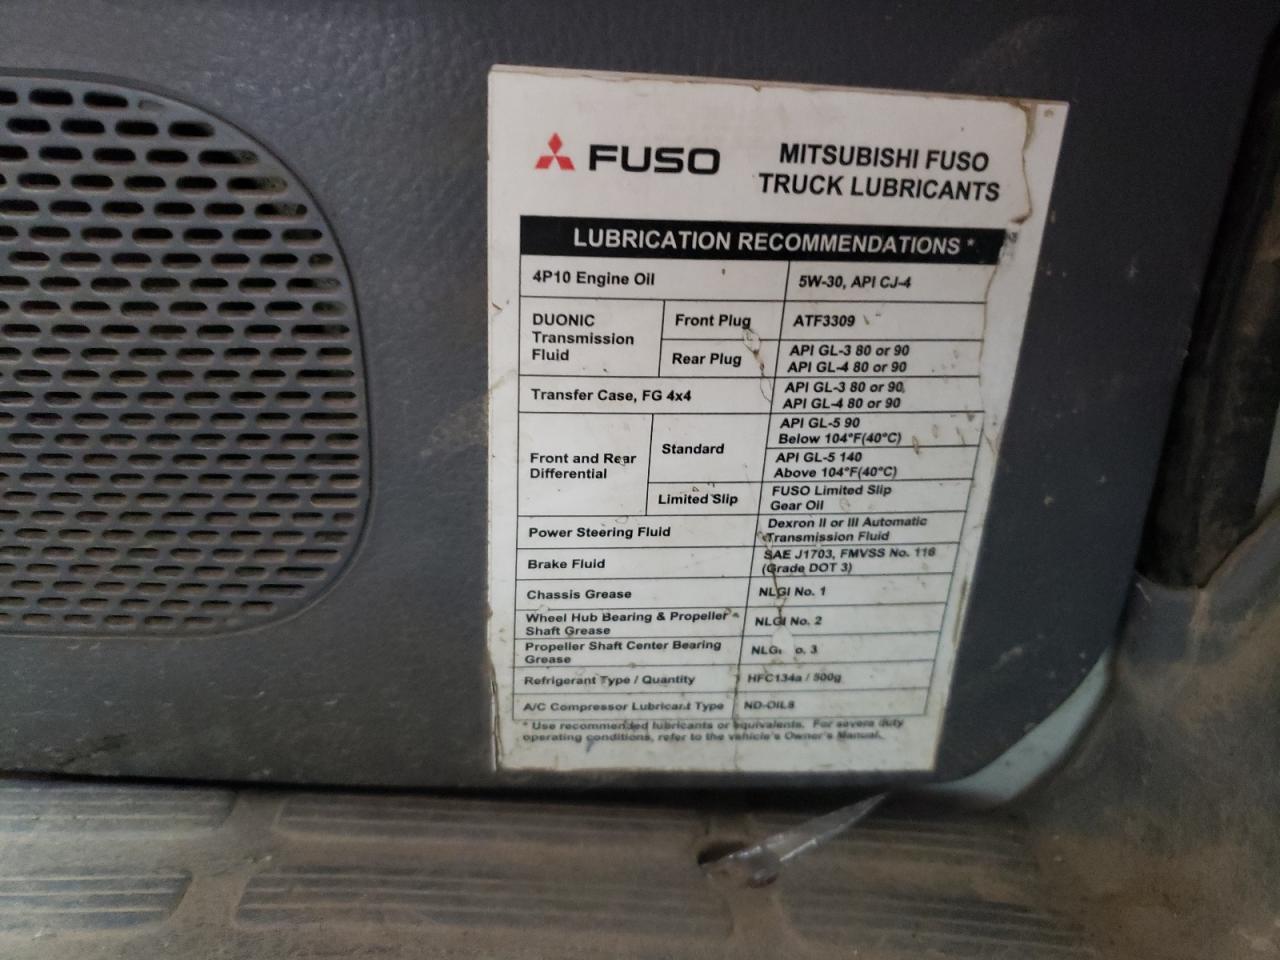 FUSO
MITSUBISHI FUSO
TRUCK LUBRICANTS
LUBRICATION RECOMMENDATIONS *
4P10 Engine Oil
5W-30, API CJ-4
DUONIC
Transmission
Fluid
Front Plug
ATF3309
Rear Plug
API GL-3 80 or 90
API GL-4 80 or 90
Transfer Case, FG 4x4
API GL-3 80 or 90
API GL-4 80 or 90
Front and Rear
Differential
Standard
API GL-5 90
Below 104°F(40°C)
API GL-5 140
Above 104°F(40°C)
Limited Slip
FUSO Limited Slip
Gear Oil
Power Steering Fluid
Dexron II or III Automatic
Transmission Fluid
Brake Fluid
SAE J1703, FMVSS No. 116
(Grade DOT 3)
Chassis Grease
NLGI No. 1
Wheel Hub Bearing & Propeller
Shaft Grease
NLGI No. 2
Propeller Shaft Center Bearing
Grease
3
Refrigerant Type / Quantity
HFC134a / 500g
A/C Compressor Lubricant Type
ND-OIL8
* Use recommended lubricants or equivalents. For severe duty
operating conditions, refer to the vehicle's Owner's Manual.